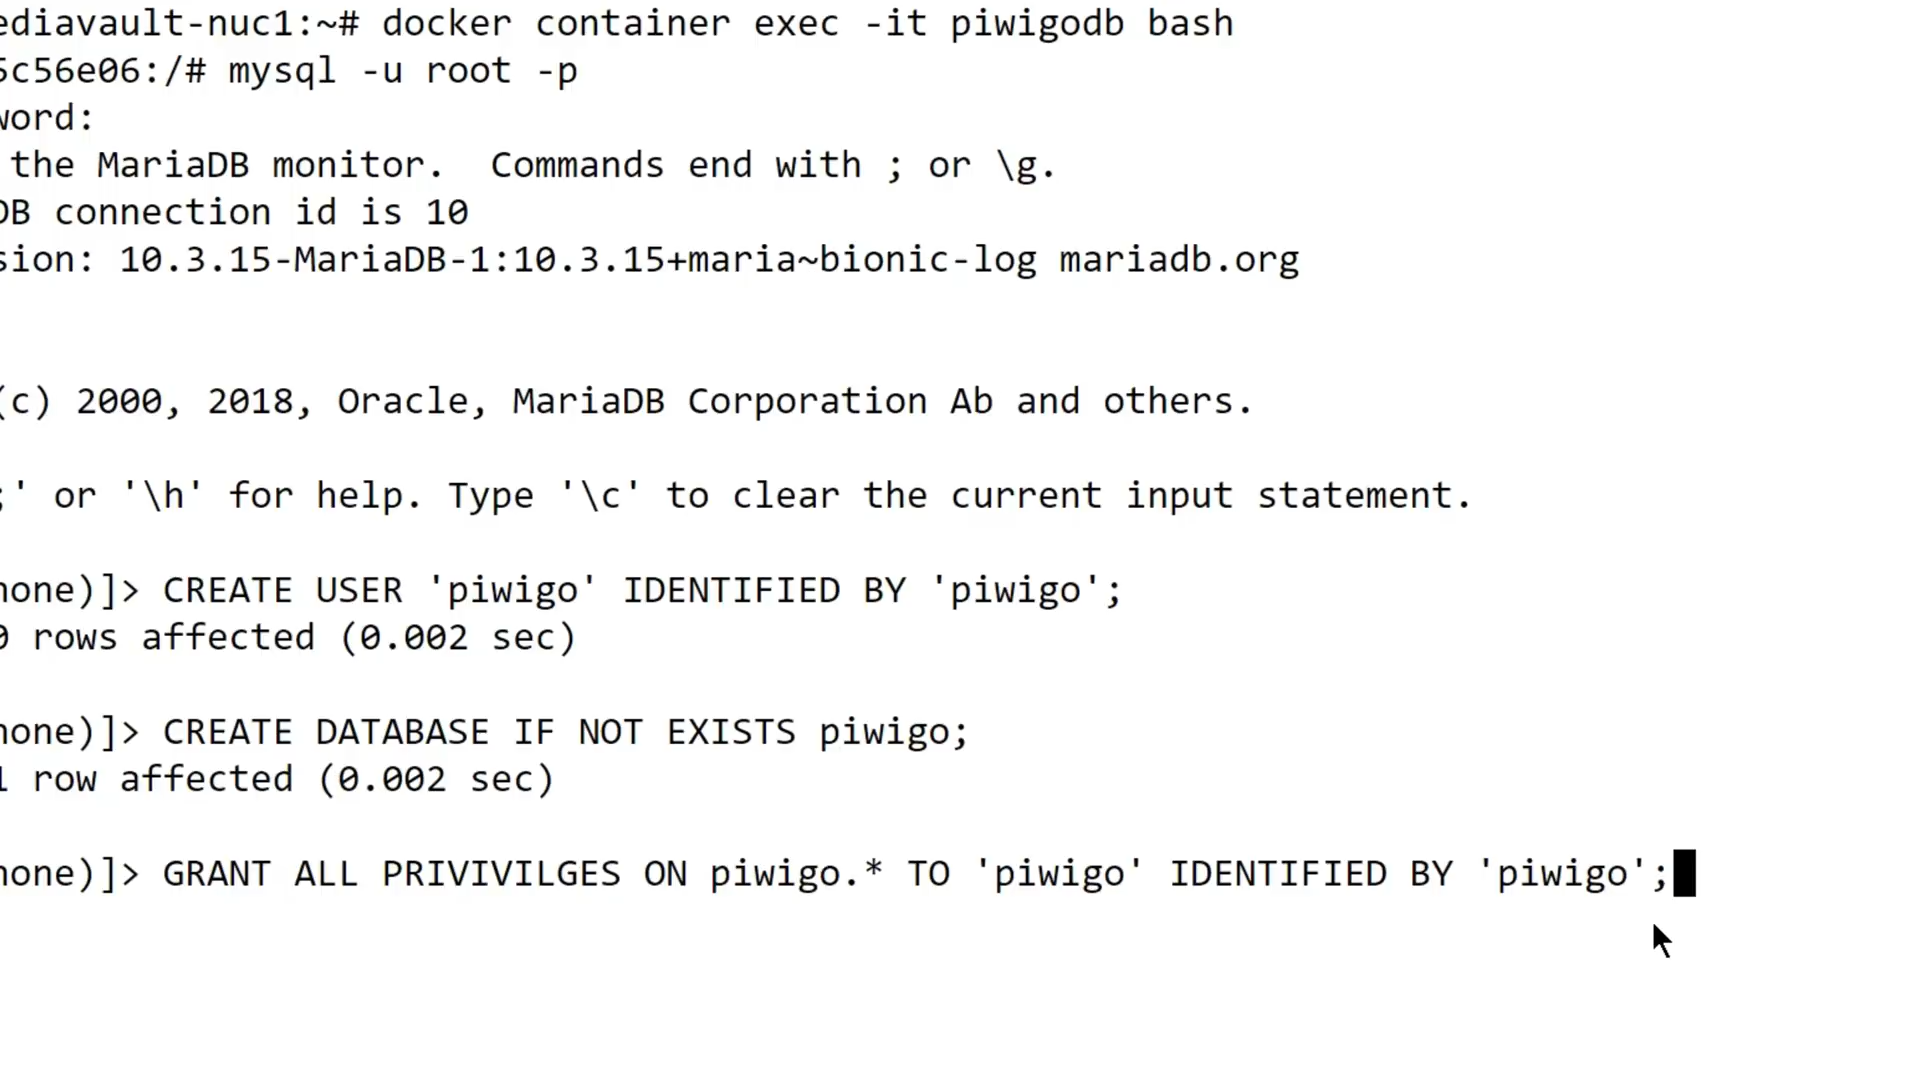 ediavault-nuc1:~# docker container exec -it piwigodb bash
5c56e06:/# mysql -u root -p
word:
the MariaDB monitor.  Commands end with ; or \g.
DB connection id is 10
sion: 10.3.15-MariaDB-1:10.3.15+maria~bionic-log mariadb.org
(c) 2000, 2018, Oracle, MariaDB Corporation Ab and others.
;' or '\h' for help. Type '\c' to clear the current input statement.
none)]> CREATE USER 'piwigo' IDENTIFIED BY 'piwigo';
0 rows affected (0.002 sec)
none)]> CREATE DATABASE IF NOT EXISTS piwigo;
1 row affected (0.002 sec)
none)]> GRANT ALL PRIVIVILGES ON piwigo.* TO 'piwigo' IDENTIFIED BY 'piwigo';